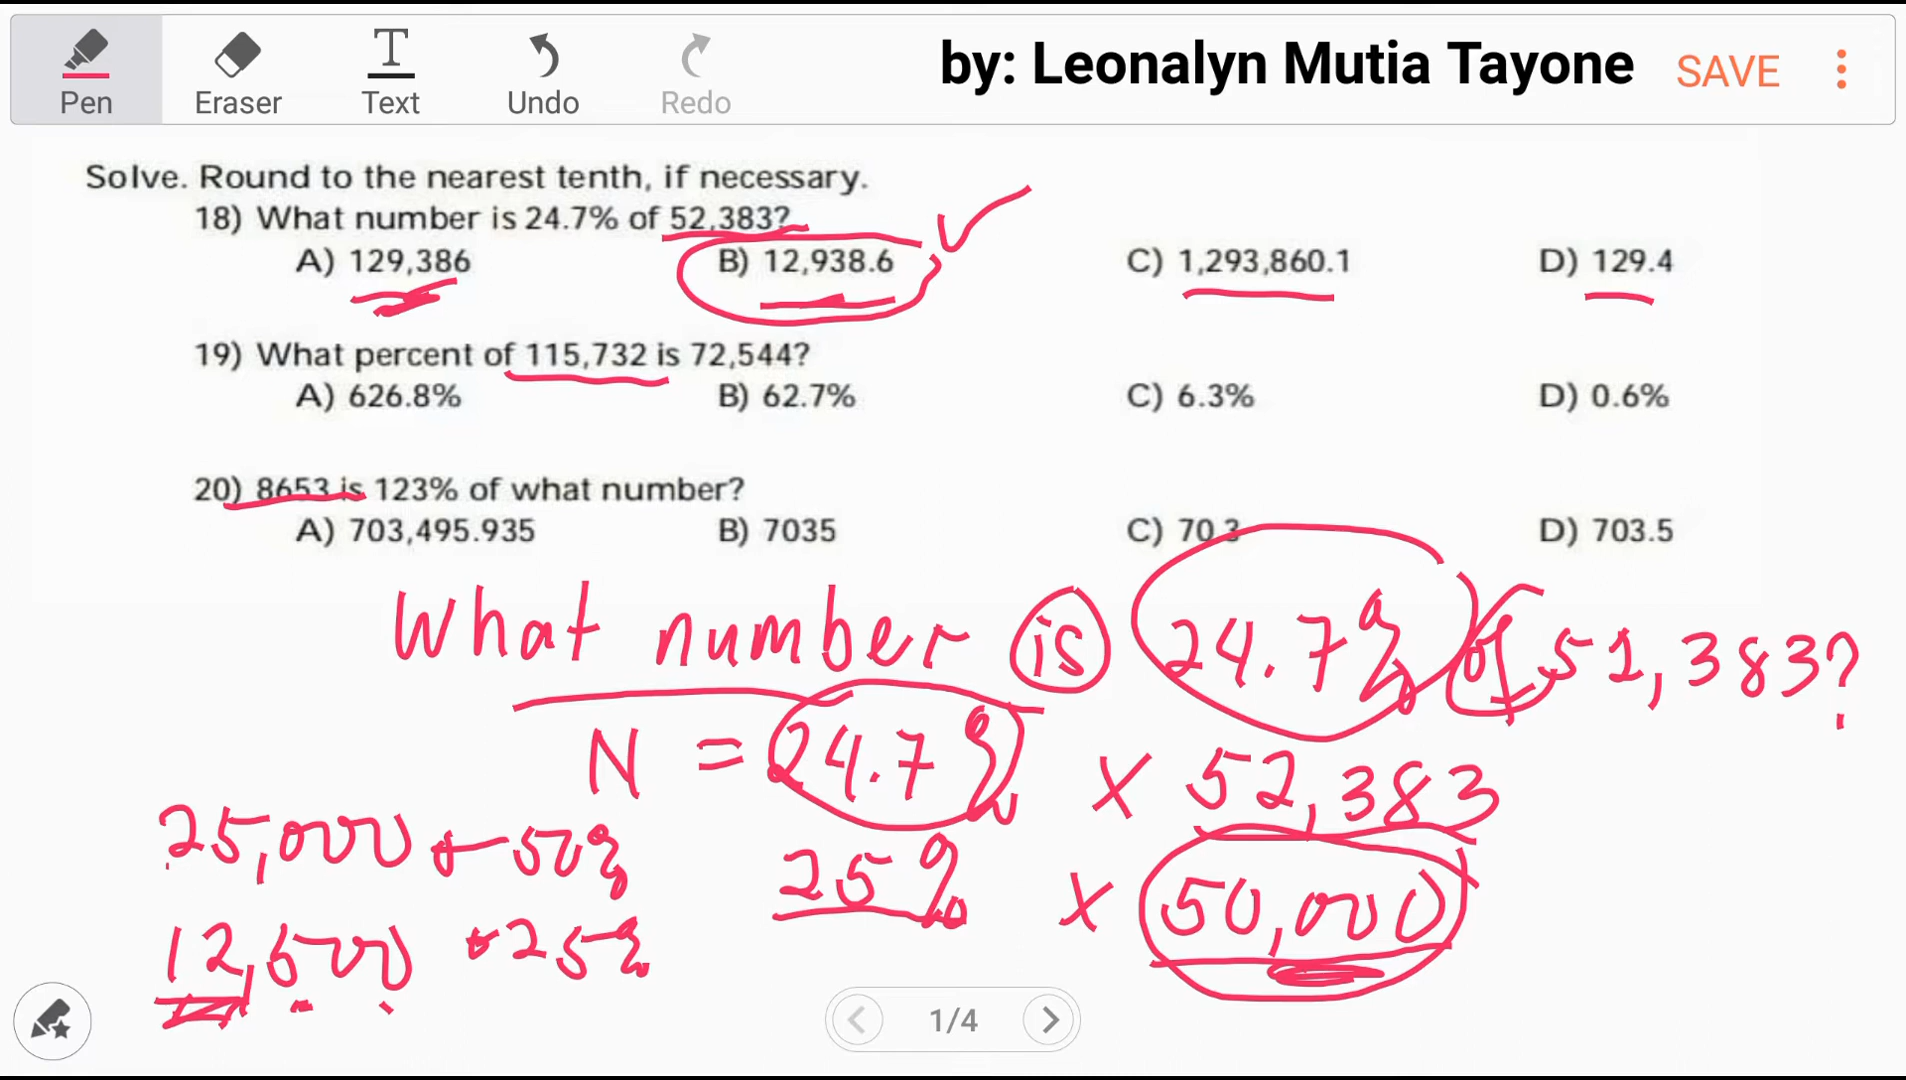 by: Leonalyn Mutia Tayone
SAVE
Pen
Eraser
T
Text
Undo
Redo
Solve. Round to the nearest tenth, if necessary.
18) What number is 24.7% of 52,383?
A) 129,386 B) 12,938.6 C) 1,293,860.1 D) 129.4
19) What percent of 115,732 is 72,544?
A) 626.8% B) 62.7% C) 6.3% D) 0.6%
20) 8653 is 123% of what number?
A) 703,495.935 B) 7035 C) 70.3 D) 703.5
What number is 24.7% of 52,383?
N = 24.7% × 52,383
25,000 ← 50%
25% × 50,000
12,500 ← 25%
1/4